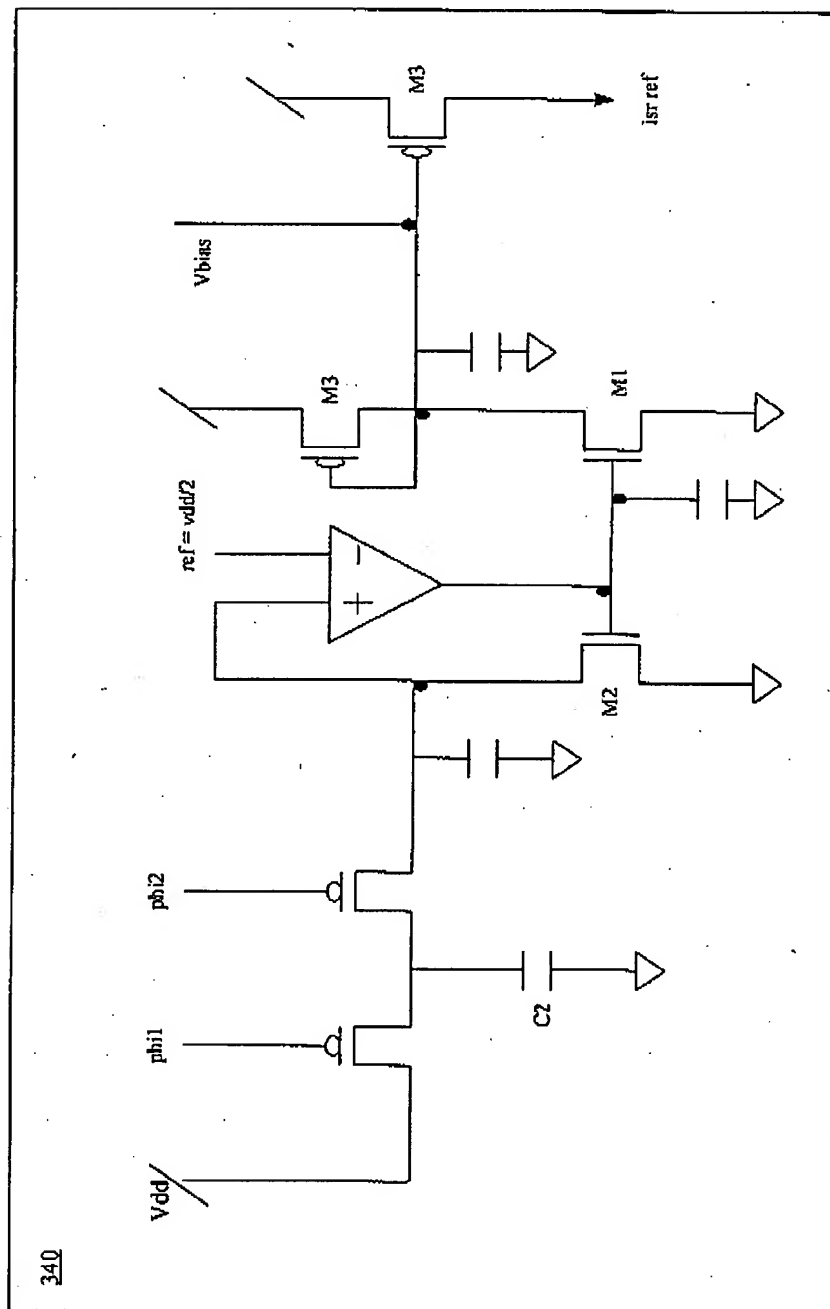 340
Vdd
phi1
phi2
C2
ref = vdd/2
+
−
M2
M3
M1
Vbias
M3
isr ref